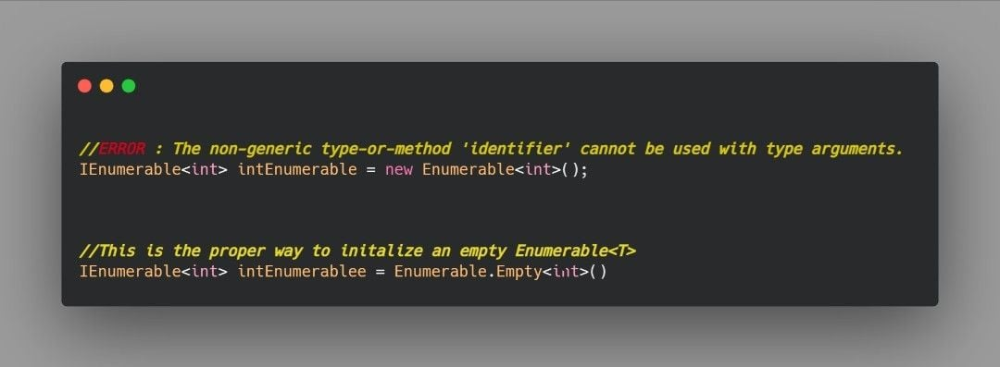 //ERROR : The non-generic type-or-method 'identifier' cannot be used with type arguments.
IEnumerable<int> intEnumerable = new Enumerable<int>();
//This is the proper way to initalize an empty Enumerable<T>
IEnumerable<int> intEnumerablee = Enumerable.Empty<int>()